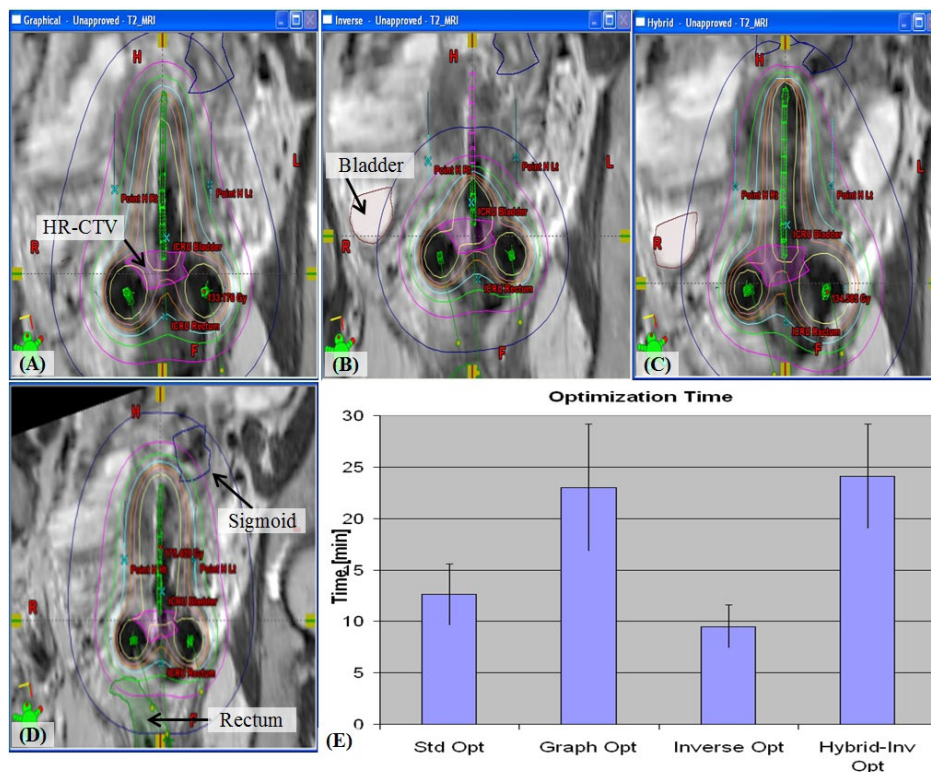 Graphical - Unapproved - T2_MRI
H
L
Point H Rt
Point H Lt
HR-CTV
ICRU Bladder
R
133.778 Gy
ICRU Rectum
F
(A)
Inverse - Unapproved - T2_MRI
H
Bladder
Point H Rt
Point H Lt
ICRU Bladder
R
ICRU Rectum
F
(B)
Hybrid - Unapproved - T2_MRI
H
L
Point H Rt
Point H Lt
ICRU Bladder
R
ICRU Rectum
F
(C)
H
Sigmoid
Point H Rt
Point H Lt
ICRU Bladder
R
ICRU Rectum
Rectum
F
(D)
Optimization Time
Time [min]
30
25
20
15
10
5
0
Std Opt
Graph Opt
Inverse Opt
Hybrid-Inv
Opt
(E)